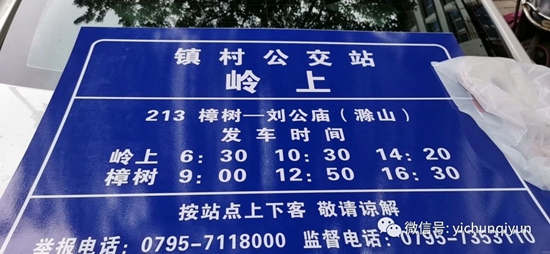 镇村公交站
岭上
213 樟树—刘公庙（滁山）
发车时间
岭上 6：30 10：30 14：20
樟树 9：00 12：50 16：30
按站点上下客 敬请谅解
举报电话：0795-7118000 监督电话：0795-7353110
微信号: yichunqiyun